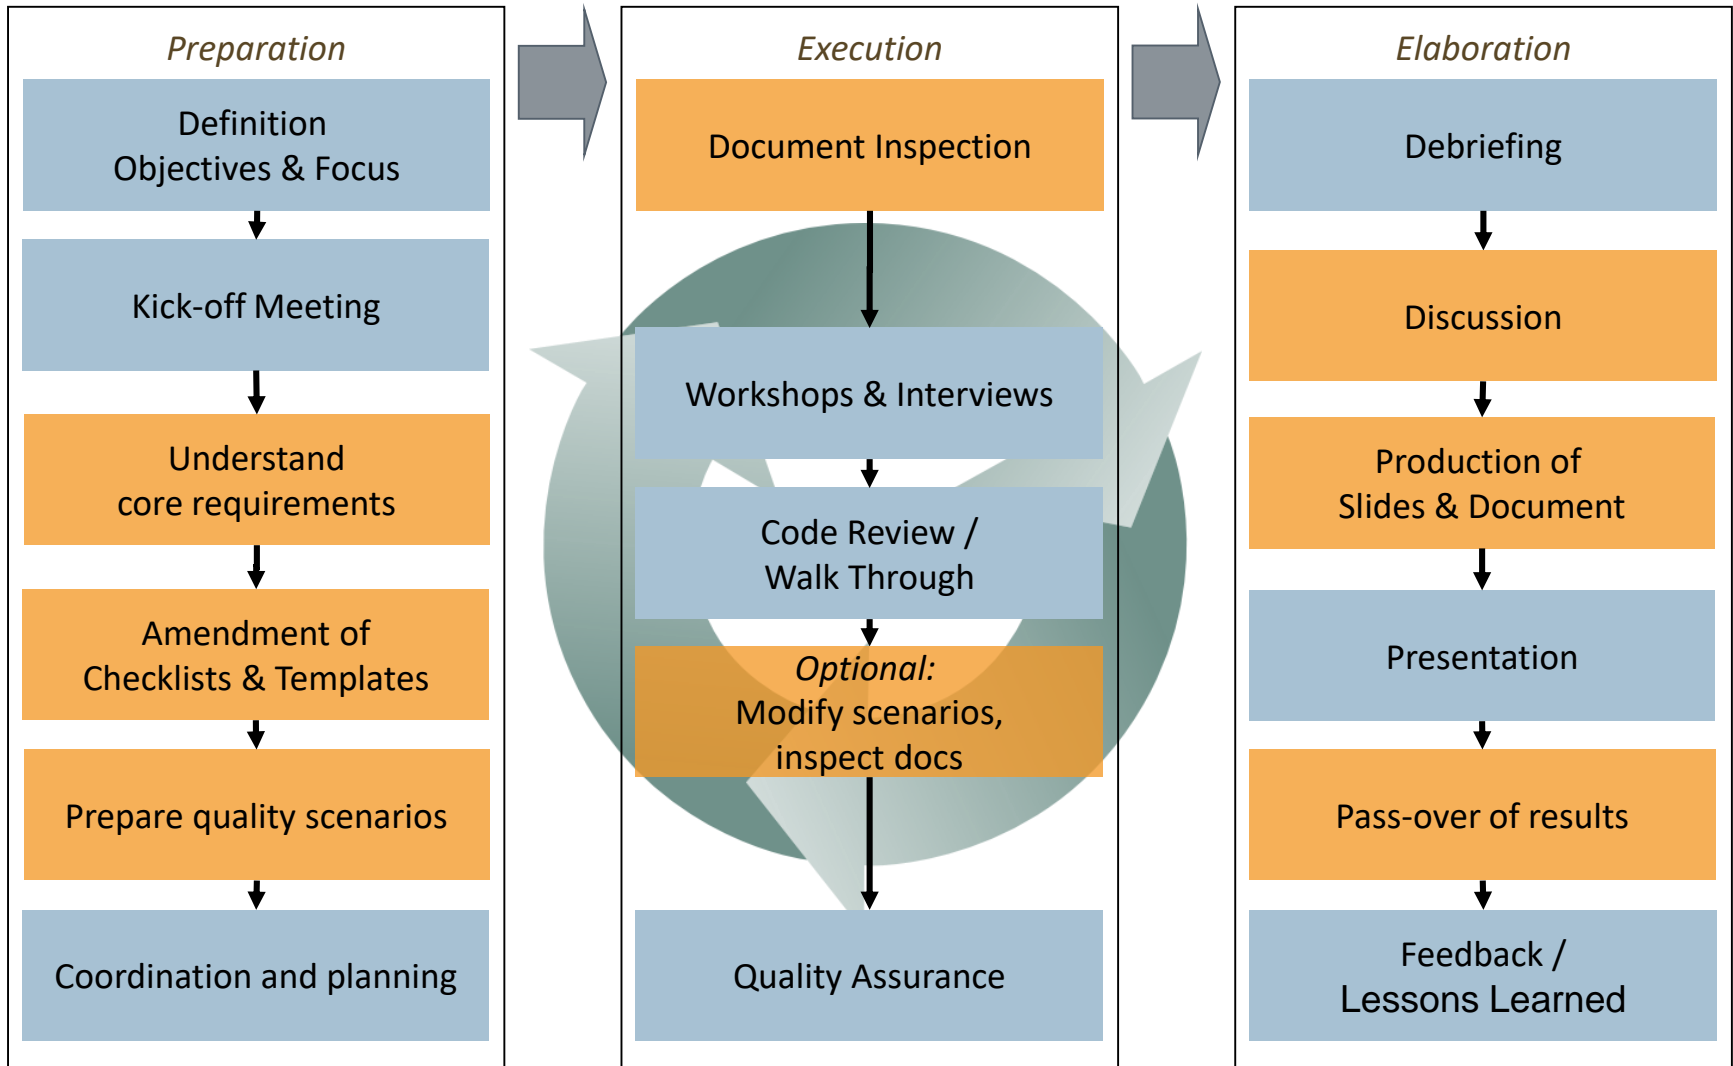 Preparation
Definition
Objectives & Focus
Kick-off Meeting
Understand
core requirements
Amendment of
Checklists & Templates
Prepare quality scenarios
Coordination and planning
Execution
Document Inspection
Workshops & Interviews
Code Review /
Walk Through
Optional:
Modify scenarios,
inspect docs
Quality Assurance
Elaboration
Debriefing
Discussion
Production of
Slides & Document
Presentation
Pass-over of results
Feedback /
Lessons Learned